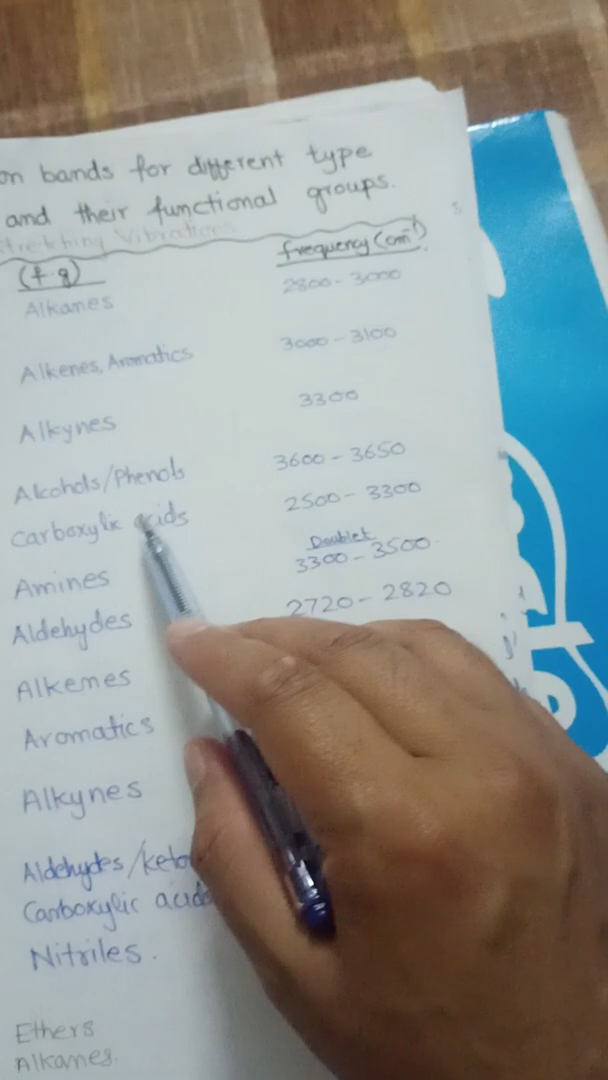 on bands for different type
and their functional groups.
Stretching Vibrations
(f.g) frequency (cm⁻¹)
Alkanes 2800-3000
Alkenes, Aromatics 3000-3100
Alkynes 3300
Alcohols/Phenols 3600-3650
Carboxylic acids 2500-3300
Doublet
Amines 3300-3500
Aldehydes 2720-2820
Alkenes
Aromatics
Alkynes
Aldehydes/keto
Carboxylic acids
Nitriles.
Ethers
Alkanes